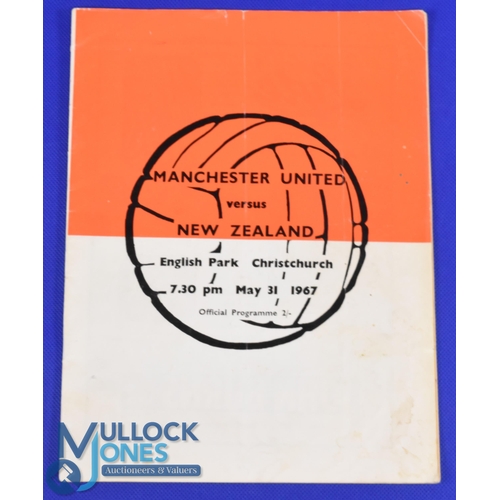 MANCHESTER UNITED
versus
NEW ZEALAND
English Park Christchurch
7.30 pm May 31 1967
Official Programme 2/-
MULLOCK
JONES
Auctioneers & Valuers